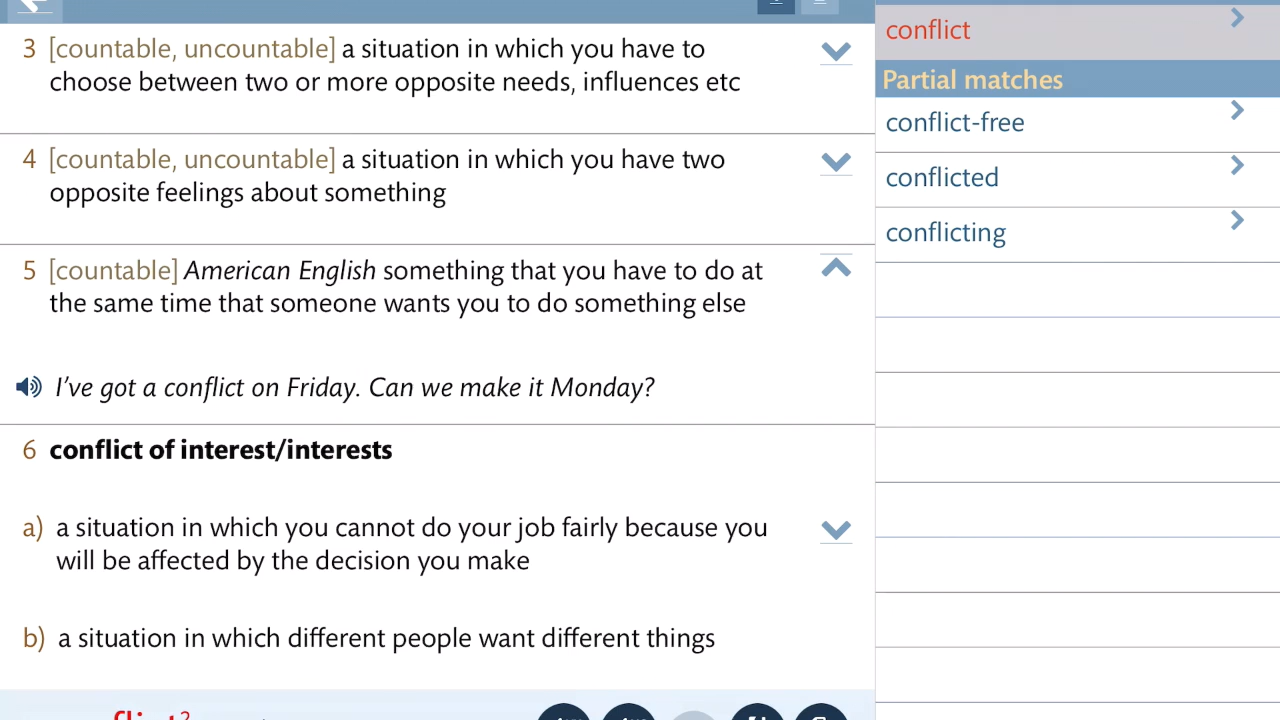 3 [countable, uncountable] a situation in which you have to
choose between two or more opposite needs, influences etc
4 [countable, uncountable] a situation in which you have two
opposite feelings about something
5 [countable] American English something that you have to do at
the same time that someone wants you to do something else
I've got a conflict on Friday. Can we make it Monday?
6 conflict of interest/interests
a) a situation in which you cannot do your job fairly because you
will be affected by the decision you make
b) a situation in which different people want different things
conflict
Partial matches
conflict-free
conflicted
conflicting